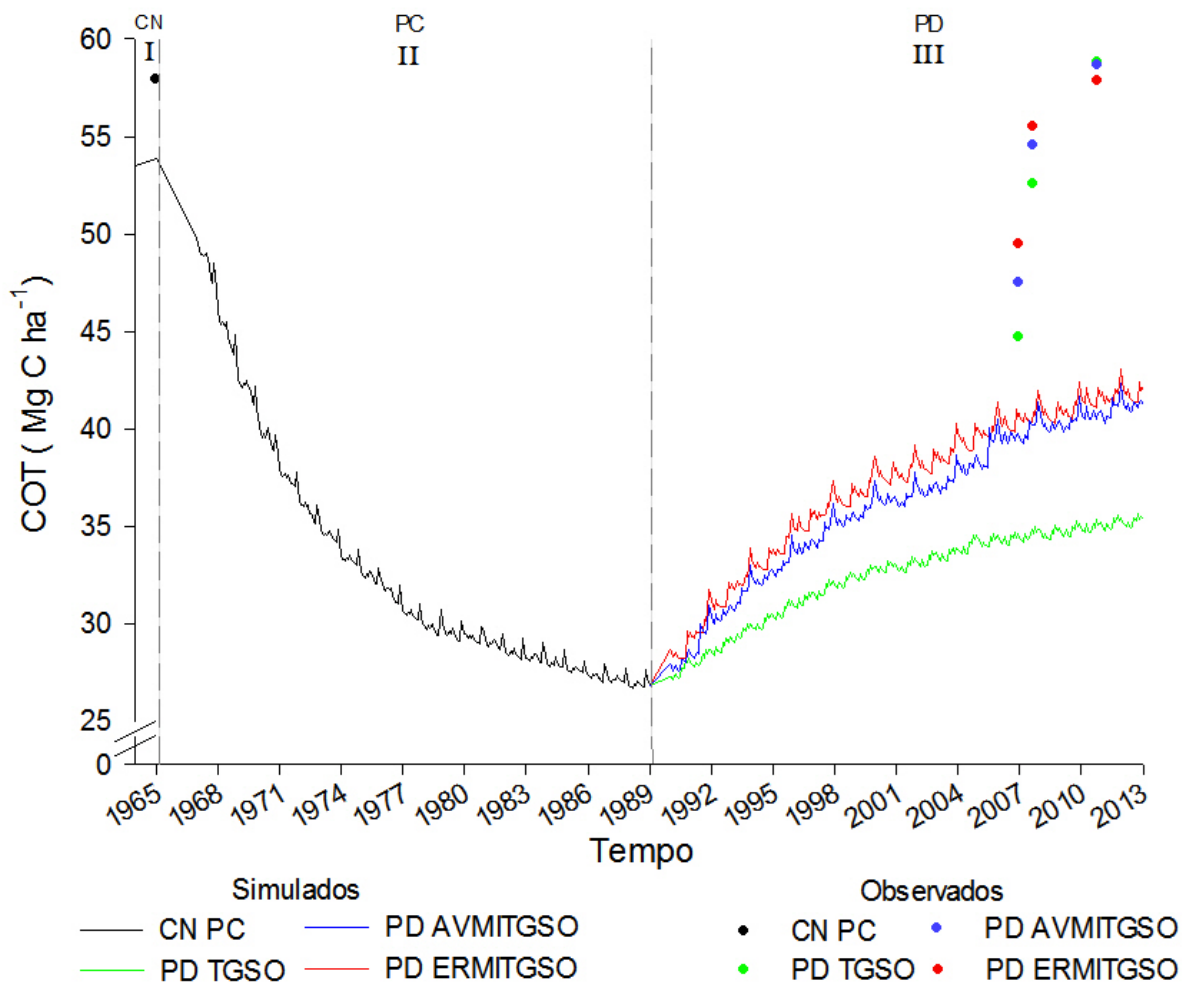 CN PC PD
I II III
60
55
50
45
40
35
30
25
0
COT ( Mg C ha⁻¹)
1965 1968 1971 1974 1977 1980 1983 1986 1989 1992 1995 1998 2001 2004 2007 2010 2013
Tempo
Simulados
CN PC PD AVMITGSO
PD TGSO PD ERMITGSO
Observados
CN PC PD AVMITGSO
PD TGSO PD ERMITGSO